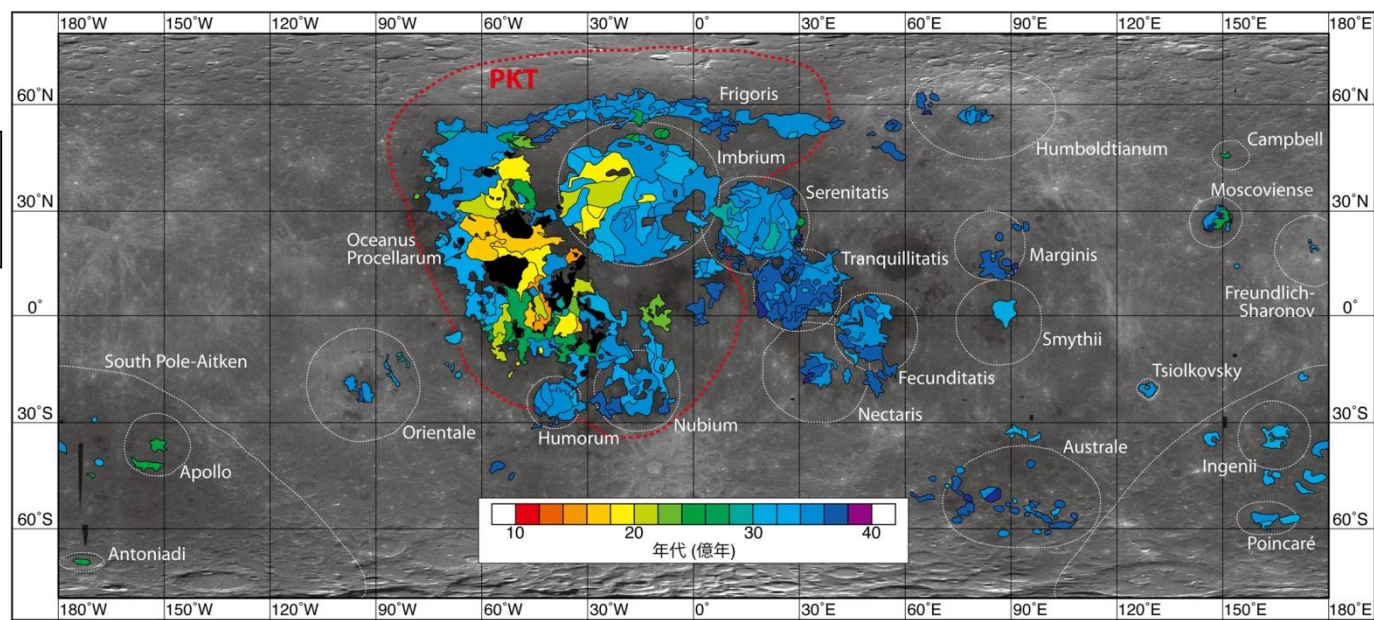 180°W 150°W 120°W 90°W 60°W 30°W 0° 30°E 60°E 90°E 120°E 150°E 180°E
PKT
60°N 60°N
Frigoris
Humboldtianum
Campbell
Imbrium
Moscoviense
Serenitatis
30°N 30°N
Oceanus
Procellarum
Tranquillitatis
Marginis
Freundlich-
Sharonov
0° 0°
Smythii
South Pole-Aitken
Tsiolkovsky
Fecunditatis
Nectaris
30°S 30°S
Orientale
Humorum
Nubium
Australe
Apollo
Ingenii
10 20 30 40
年代 (億年)
60°S 60°S
Poincaré
Antoniadi
180°W 150°W 120°W 90°W 60°W 30°W 0° 30°E 60°E 90°E 120°E 150°E 180°E